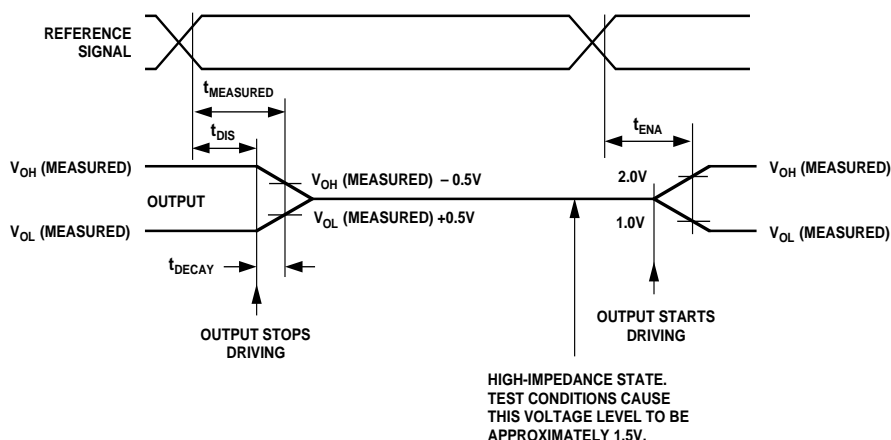 REFERENCE
SIGNAL
tMEASURED
tDIS
tENA
VOH (MEASURED)
VOH (MEASURED) – 0.5V
2.0V
VOH (MEASURED)
OUTPUT
VOL (MEASURED)
VOL (MEASURED) +0.5V
1.0V
VOL (MEASURED)
tDECAY
OUTPUT STOPS
DRIVING
OUTPUT STARTS
DRIVING
HIGH-IMPEDANCE STATE.
TEST CONDITIONS CAUSE
THIS VOLTAGE LEVEL TO BE
APPROXIMATELY 1.5V.